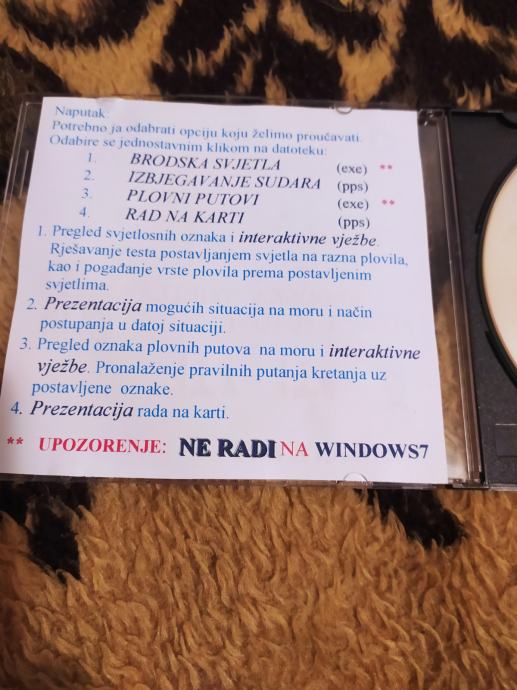 Naputak:
Potrebno ja odabrati opciju koju želimo proučavati.
Odabire se jednostavnim klikom na datoteku:
1. BRODSKA SVJETLA (exe) **
2. IZBJEGAVANJE SUDARA (pps)
3. PLOVNI PUTOVI (exe) **
4. RAD NA KARTI (pps)
1. Pregled svjetlosnih oznaka i interaktivne vježbe.
Rješavanje testa postavljanjem svjetla na razna plovila,
kao i pogađanje vrste plovila prema postavljenim
svjetlima.
2. Prezentacija mogućih situacija na moru i način
postupanja u datoj situaciji.
3. Pregled oznaka plovnih putova na moru i interaktivne
vježbe. Pronalaženje pravilnih putanja kretanja uz
postavljene oznake.
4. Prezentacija rada na karti.
** UPOZORENJE: NE RADI NA WINDOWS7